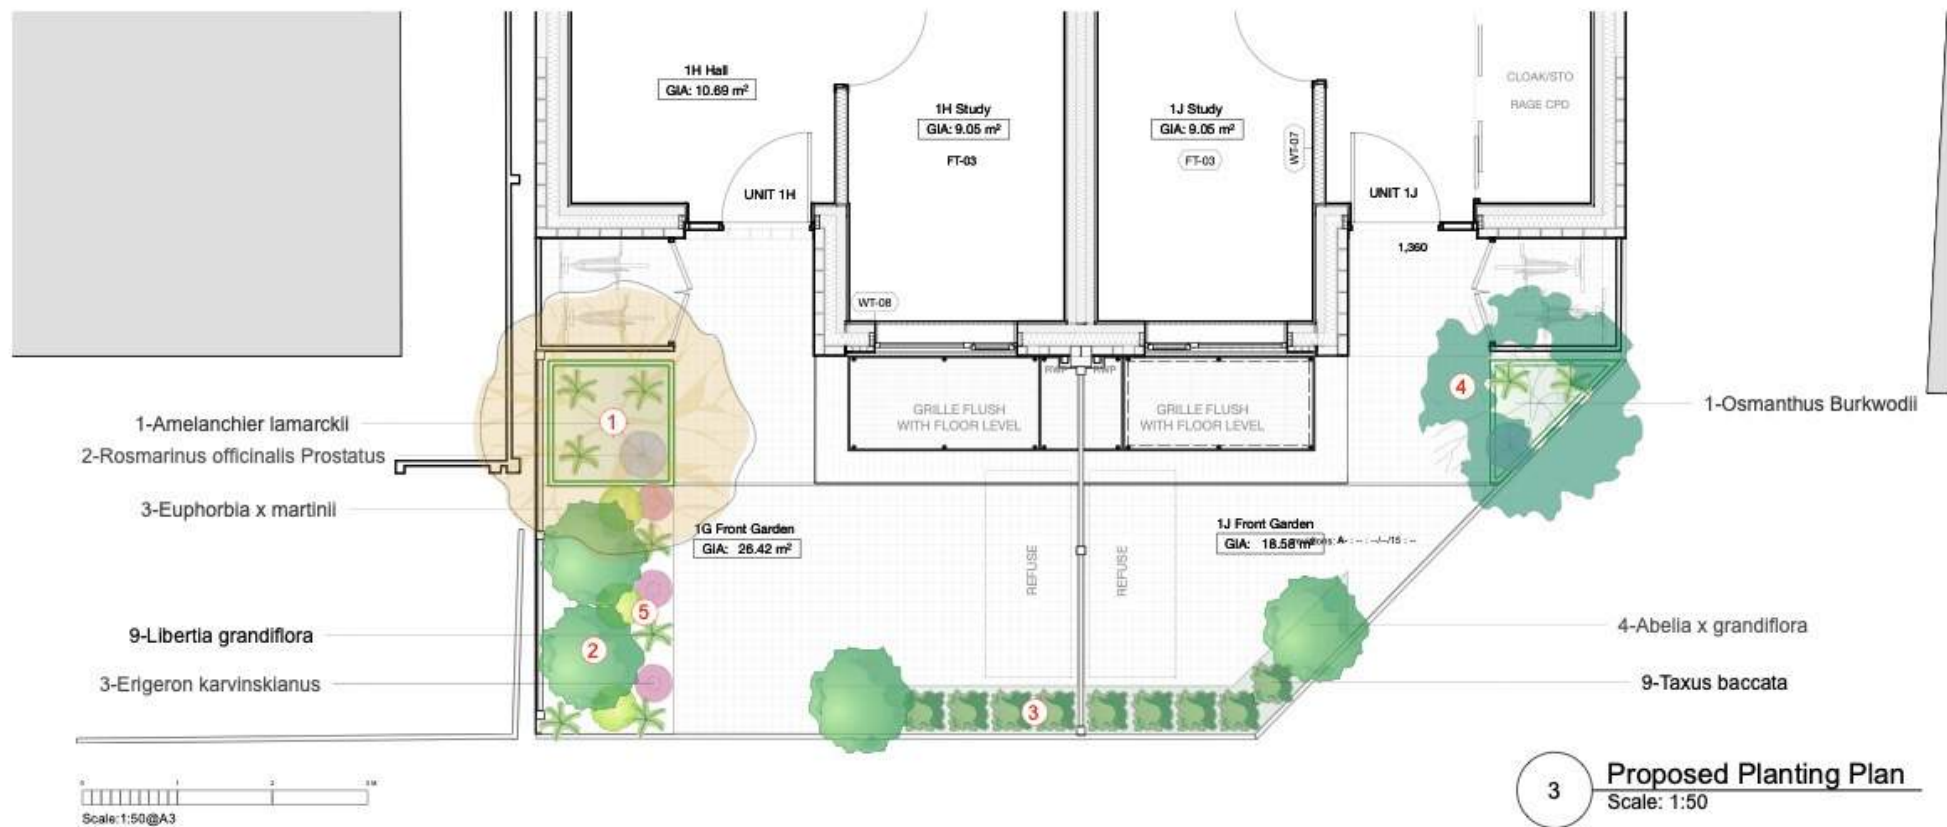 1H Hall
GIA: 10.69 m²
1H Study
GIA: 9.05 m²
FT-03
1J Study
GIA: 9.05 m²
FT-03
WT-07
CLOAK/STO
RAGE CPD
UNIT 1H
UNIT 1J
1,360
WT-08
RWP
RWP
GRILLE FLUSH
WITH FLOOR LEVEL
GRILLE FLUSH
WITH FLOOR LEVEL
1
4
1-Amelanchier lamarckii
2-Rosmarinus officinalis Prostatus
3-Euphorbia x martinii
1-Osmanthus Burkwodii
1G Front Garden
GIA: 26.42 m²
1J Front Garden
GIA: 18.58 m²
REFUSE
REFUSE
5
2
3
9-Libertia grandiflora
3-Erigeron karvinskianus
4-Abelia x grandiflora
9-Taxus baccata
0 1 2 3 M
Scale:1:50@A3
3
Proposed Planting Plan
Scale: 1:50